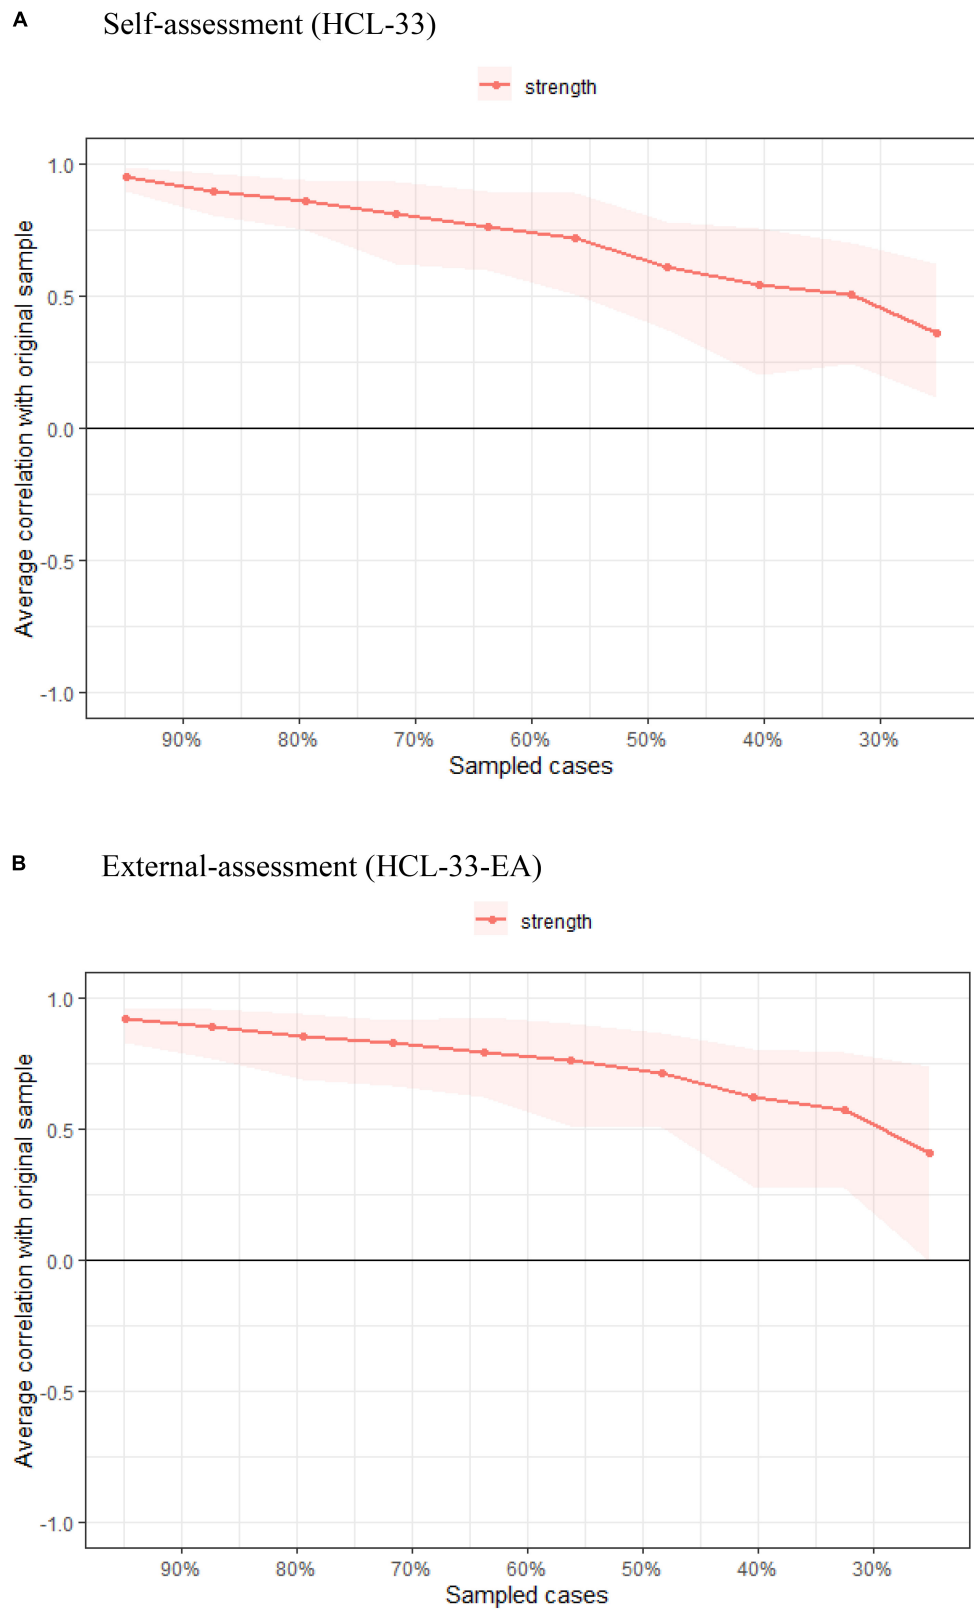 A Self-assessment (HCL-33)
strength
Average correlation with original sample
1.0
0.5
0.0
-0.5
-1.0
90% 80% 70% 60% 50% 40% 30%
Sampled cases
B External-assessment (HCL-33-EA)
strength
Average correlation with original sample
1.0
0.5
0.0
-0.5
-1.0
90% 80% 70% 60% 50% 40% 30%
Sampled cases